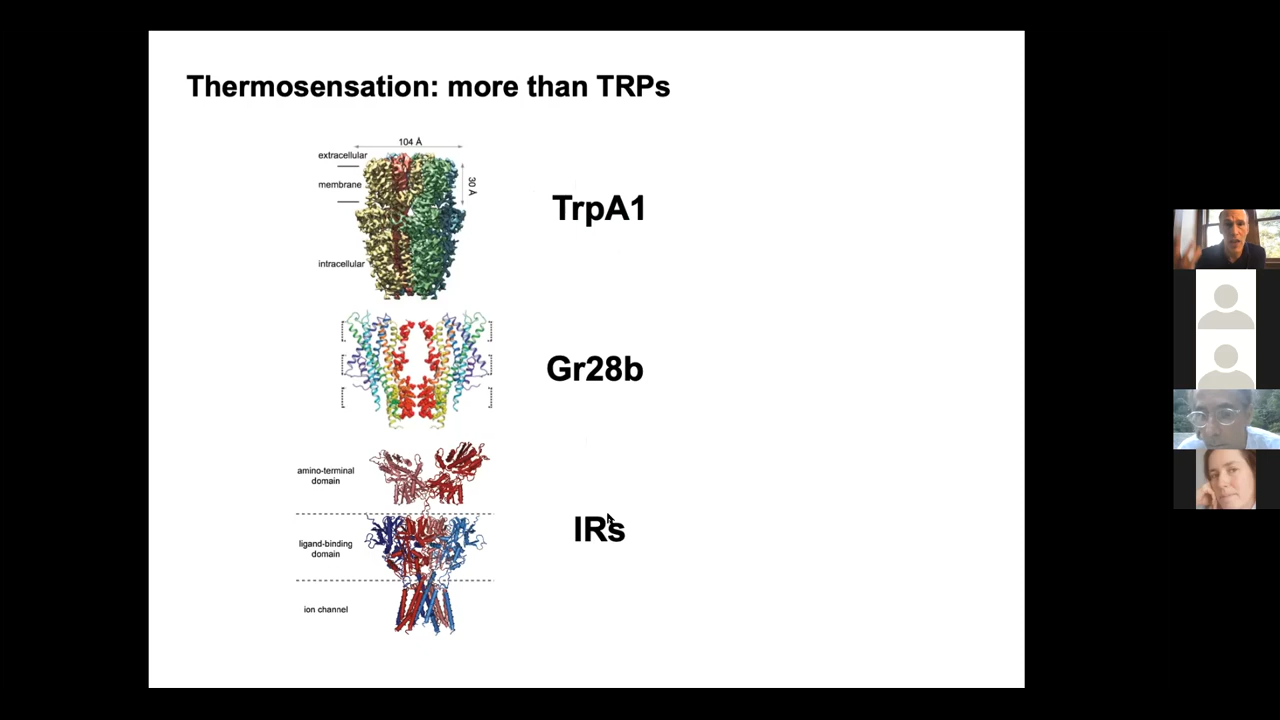 Thermosensation: more than TRPs
104 Å
extracellular
membrane
30 Å
TrpA1
intracellular
Gr28b
amino-terminal
domain
ligand-binding
domain
IRs
ion channel